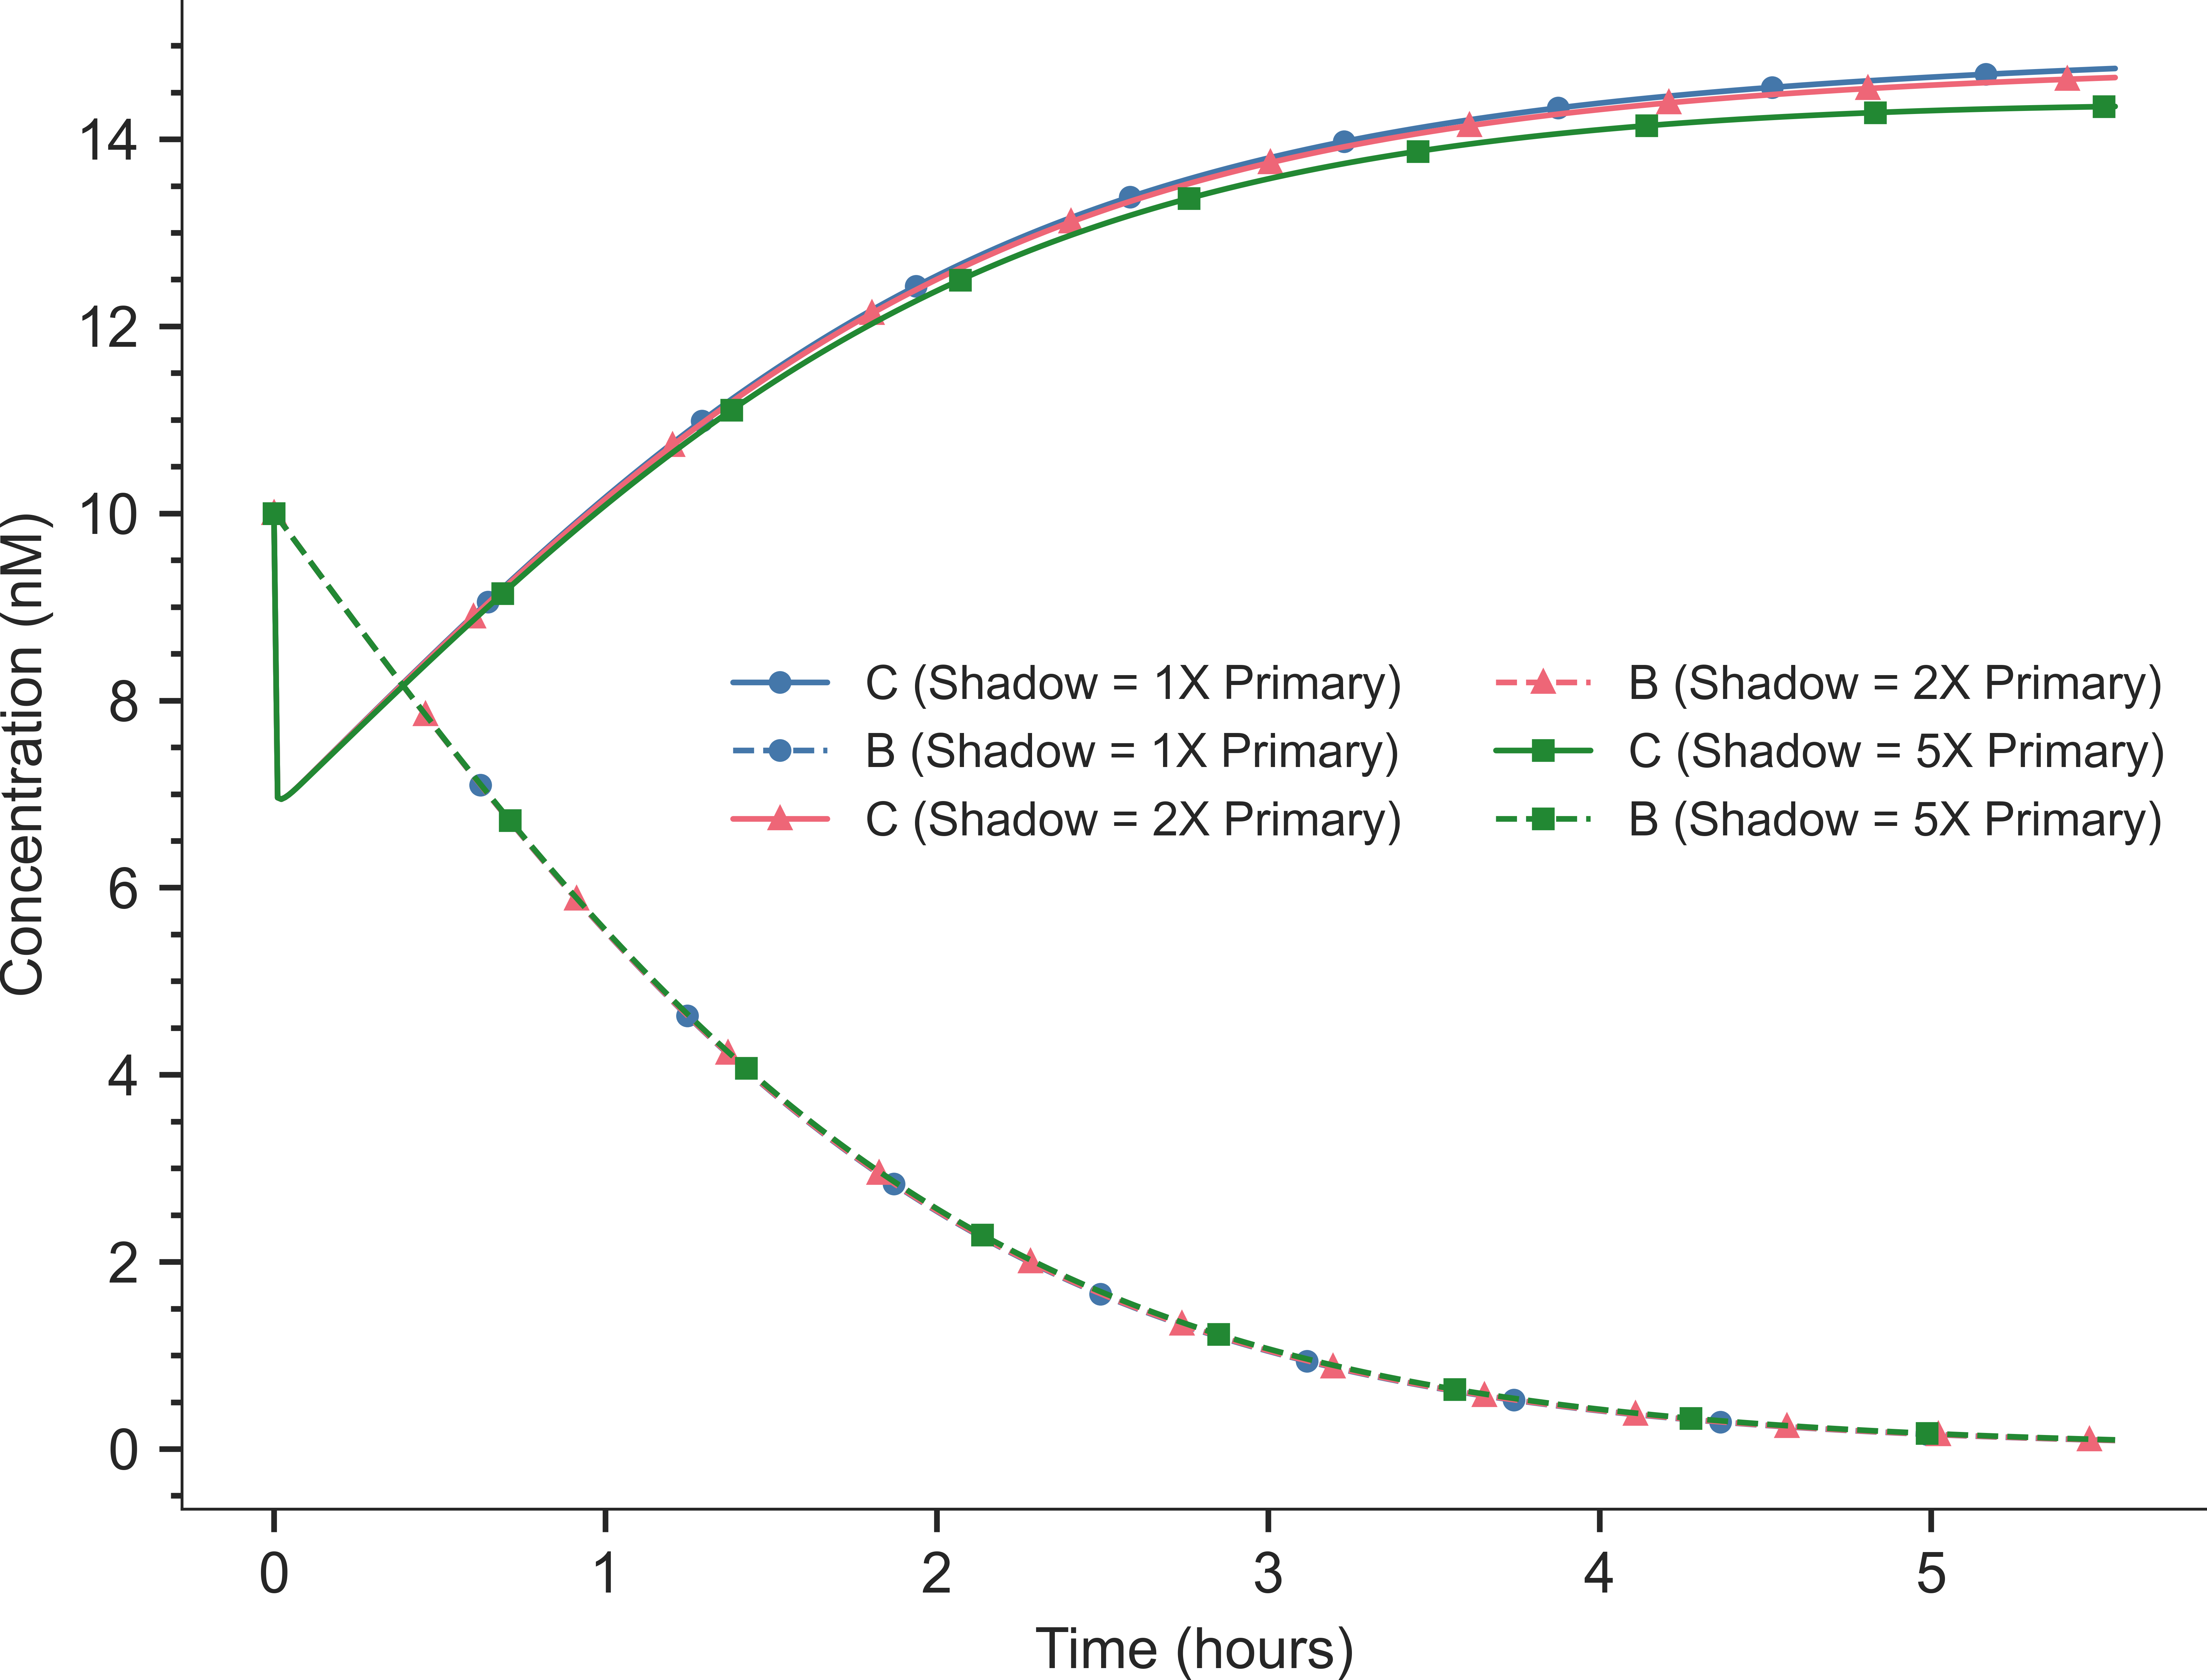 Concentration (nM)
14
12
10
8
6
4
2
0
C (Shadow = 1X Primary)
B (Shadow = 1X Primary)
C (Shadow = 2X Primary)
B (Shadow = 2X Primary)
C (Shadow = 5X Primary)
B (Shadow = 5X Primary)
0 1 2 3 4 5
Time (hours)